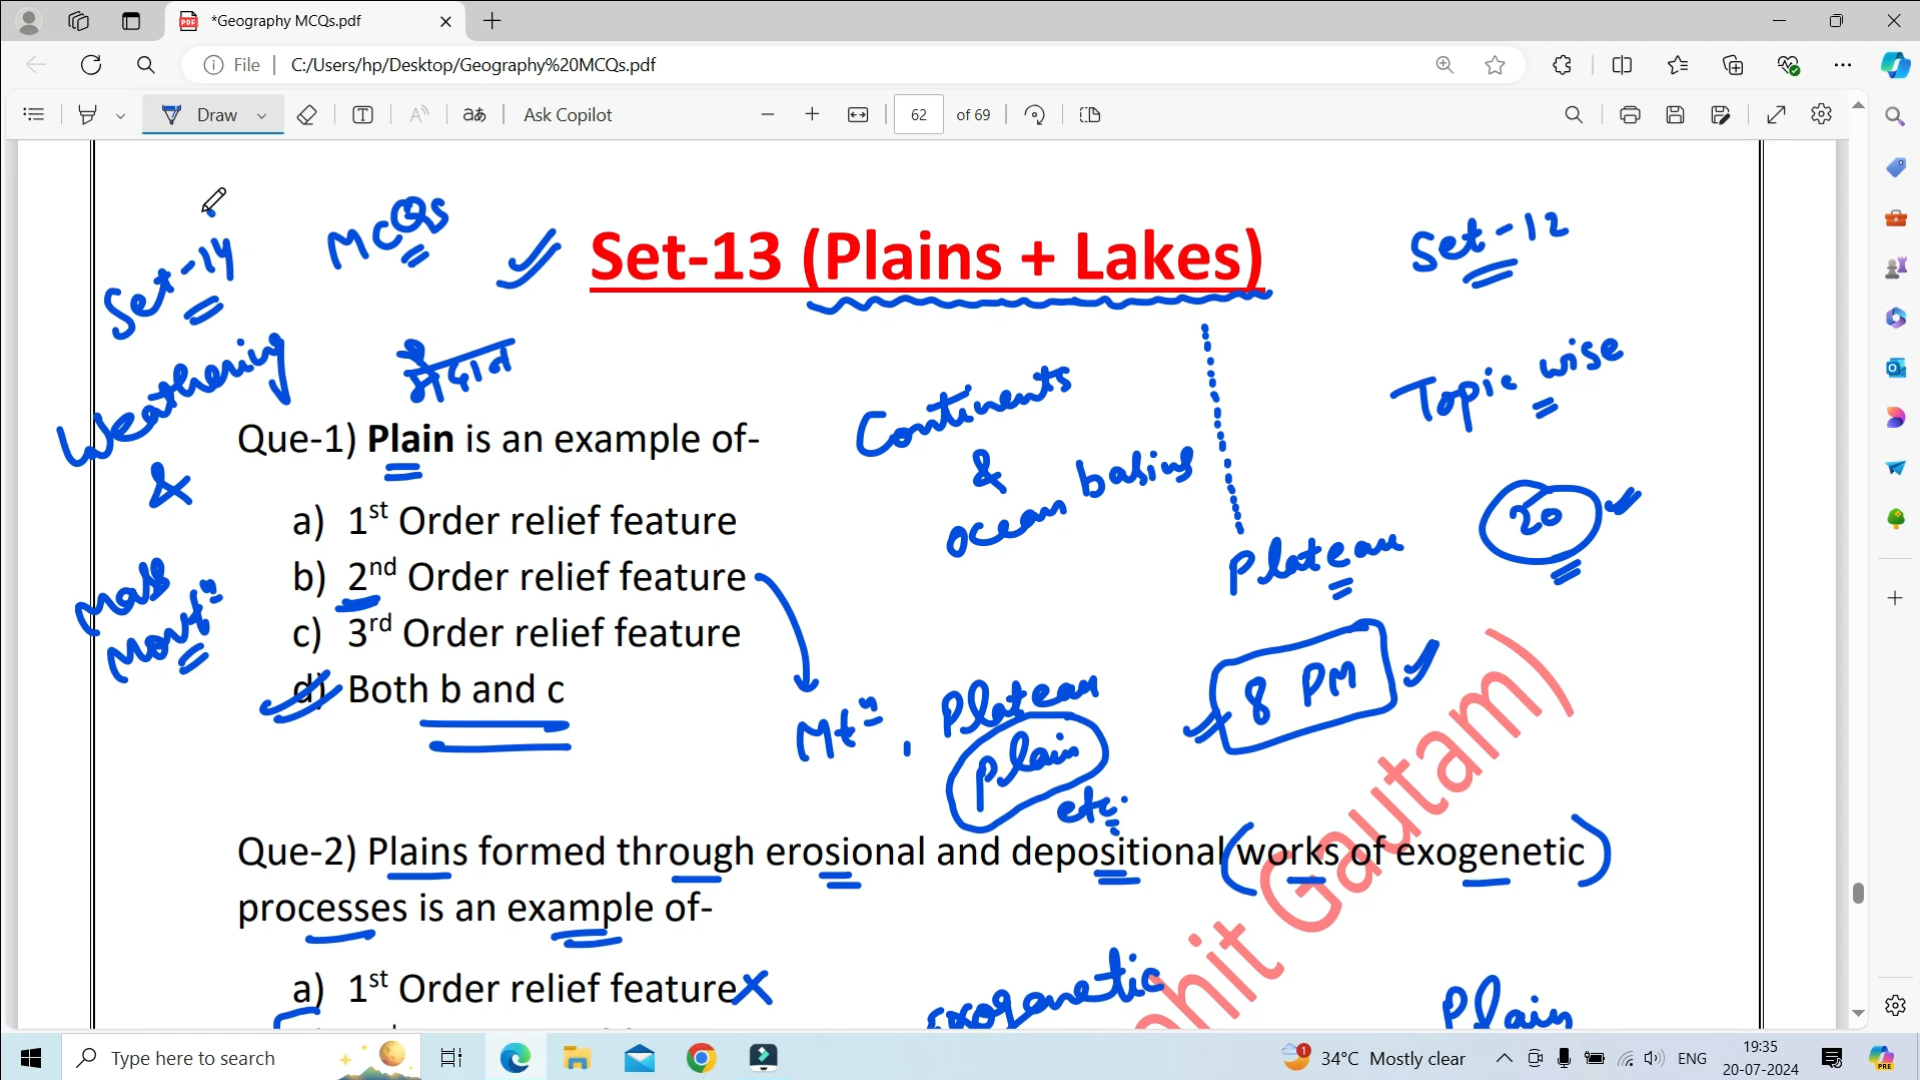 *Geography MCQs.pdf
File
C:/Users/hp/Desktop/Geography%20MCQs.pdf
Draw
Ask Copilot
62
of 69
MCQs
Set-13 (Plains + Lakes)
Set-12
Set-14
Weathering
&
Mass
Movtⁿ
मैदान
Continents
&
ocean basins
Topic wise
20
Que-1) Plain is an example of-
a) 1st Order relief feature
b) 2nd Order relief feature
c) 3rd Order relief feature
d) Both b and c
Plateau
8 PM
Mtⁿ, Plateau
Plain
etc.
Que-2) Plains formed through erosional and depositional (works of exogenetic)
processes is an example of-
a) 1st Order relief feature
exogenetic
Plain
hit Gautam)
Type here to search
34°C Mostly clear
ENG
19:35
20-07-2024